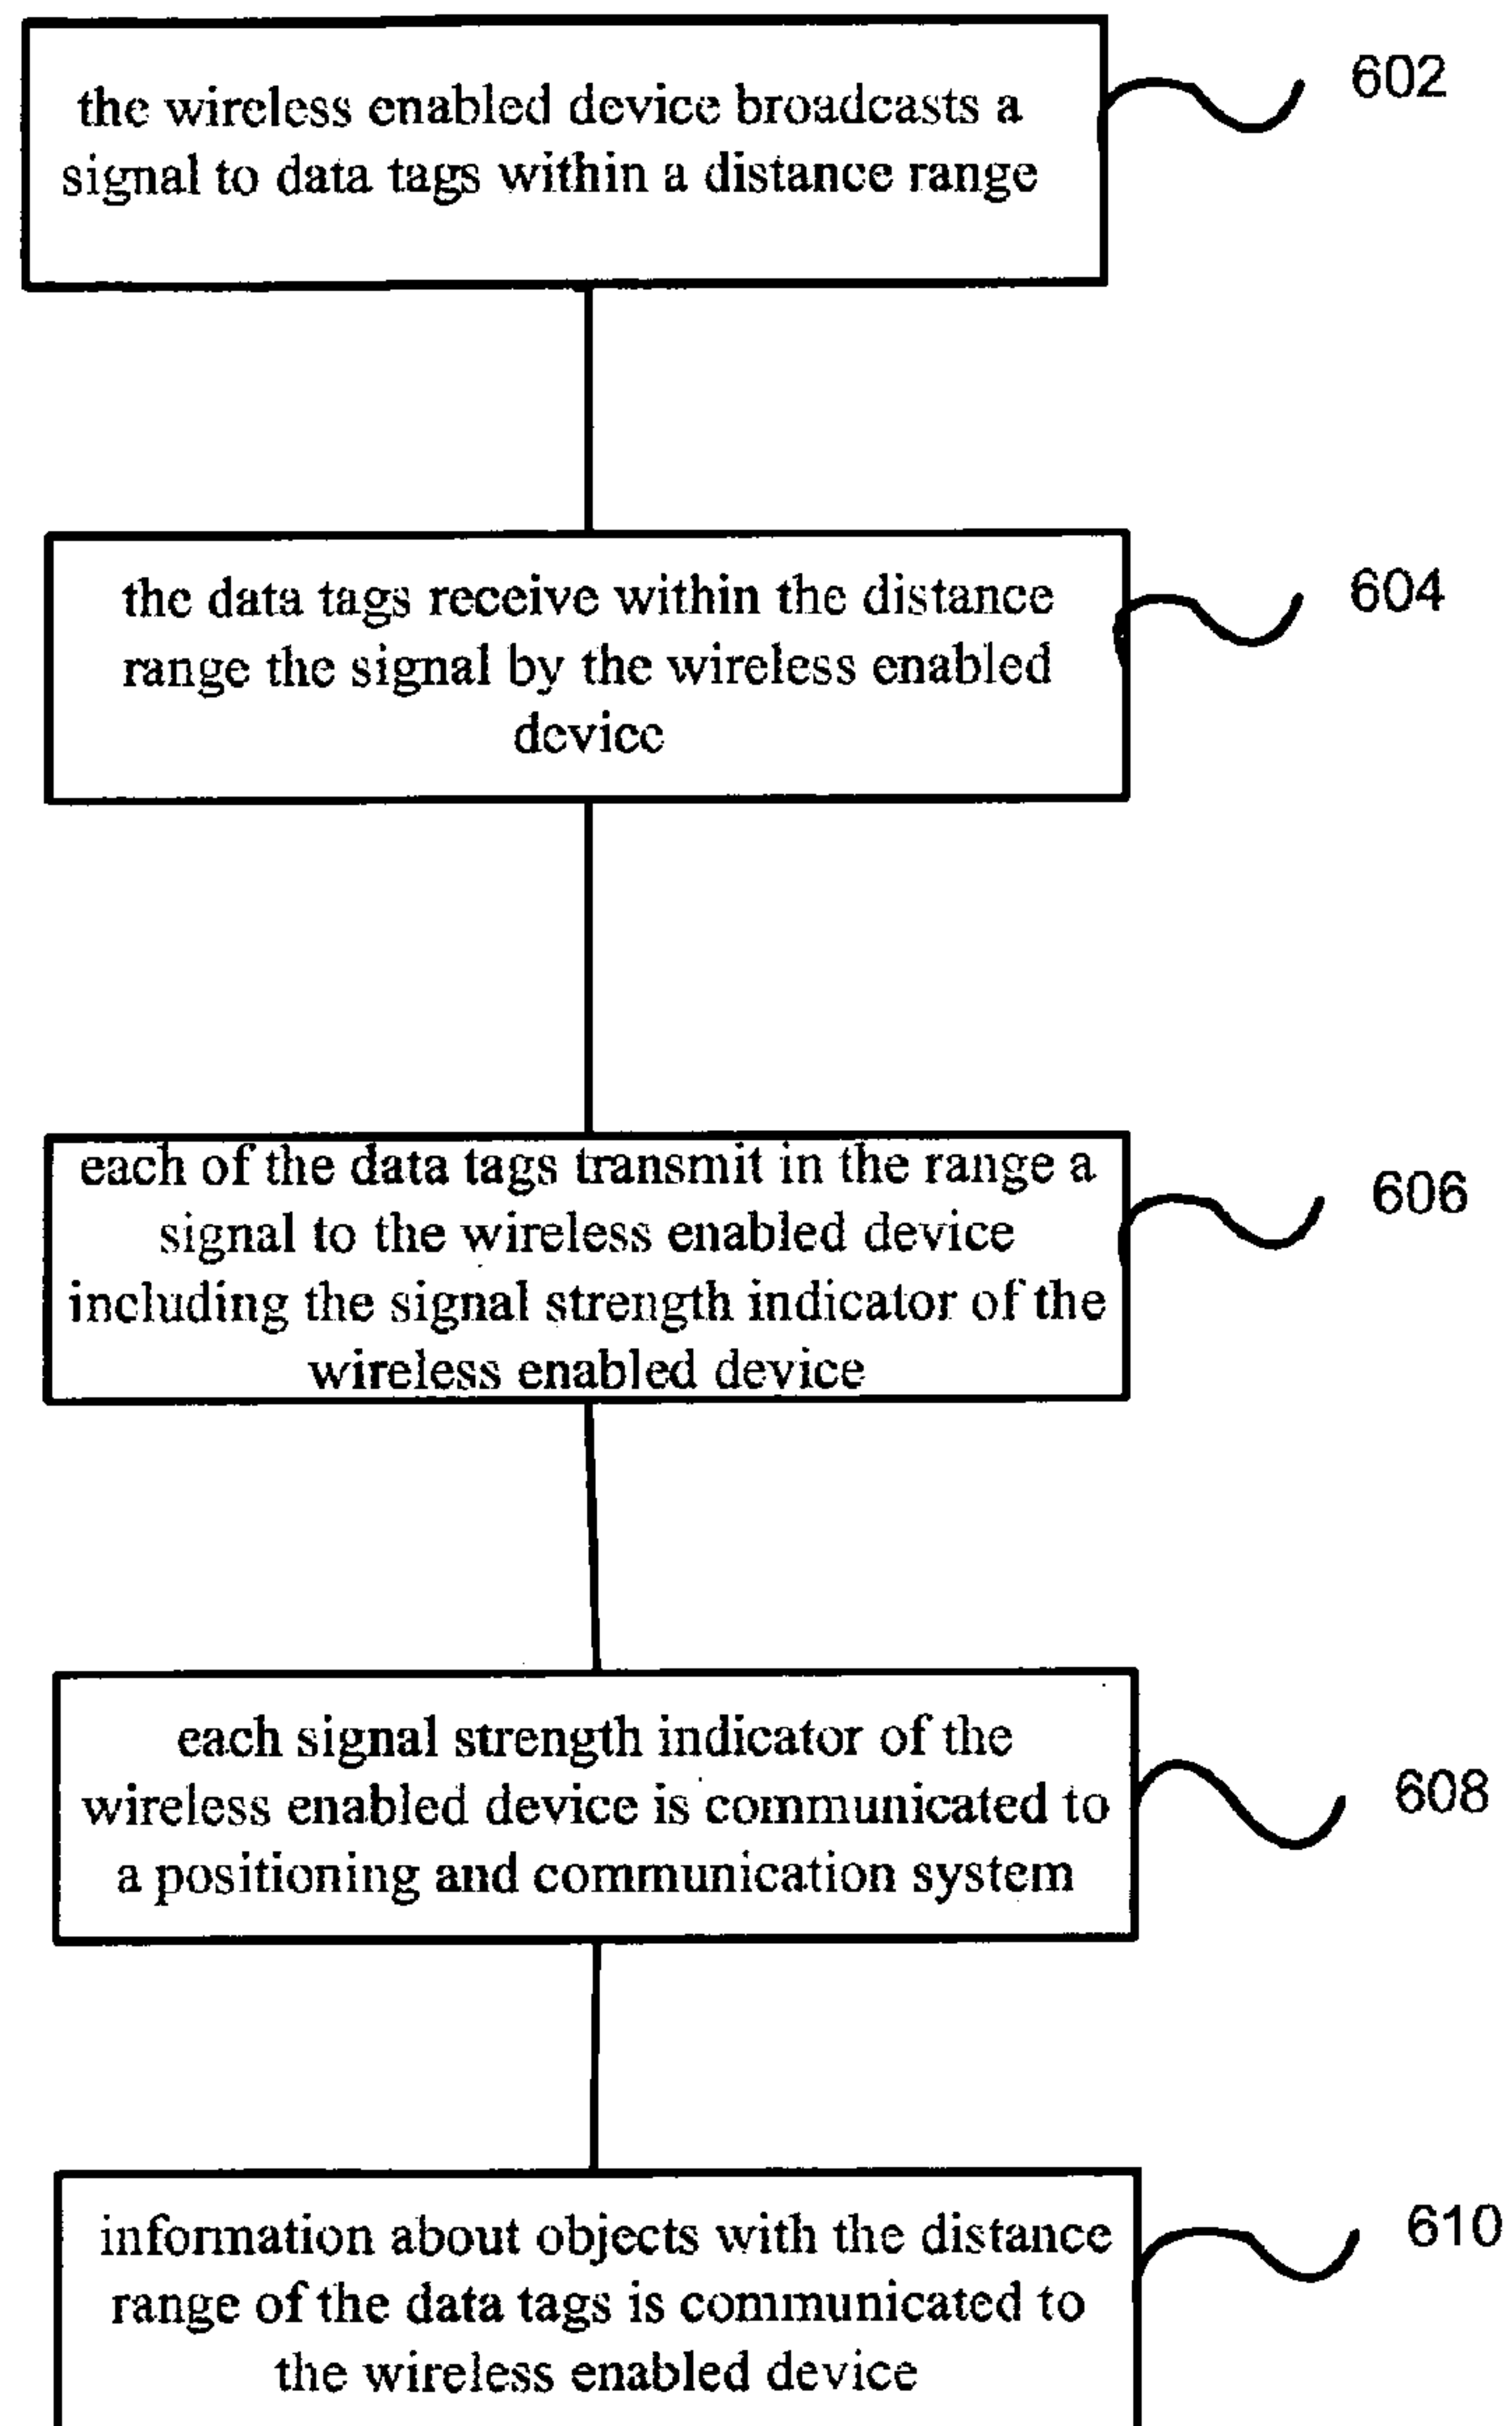 the wireless enabled device broadcasts a
signal to data tags within a distance range
602
the data tags receive within the distance
range the signal by the wireless enabled
device
604
each of the data tags transmit in the range a
signal to the wireless enabled device
including the signal strength indicator of the
wireless enabled device
606
each signal strength indicator of the
wireless enabled device is communicated to
a positioning and communication system
608
information about objects with the distance
range of the data tags is communicated to
the wireless enabled device
610